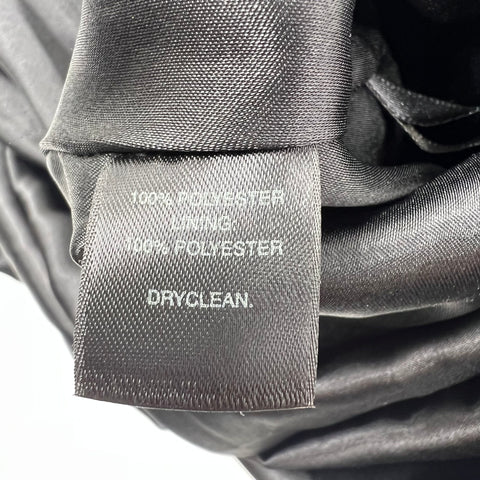 100% POLYESTER
LINING:
100% POLYESTER
DRYCLEAN.